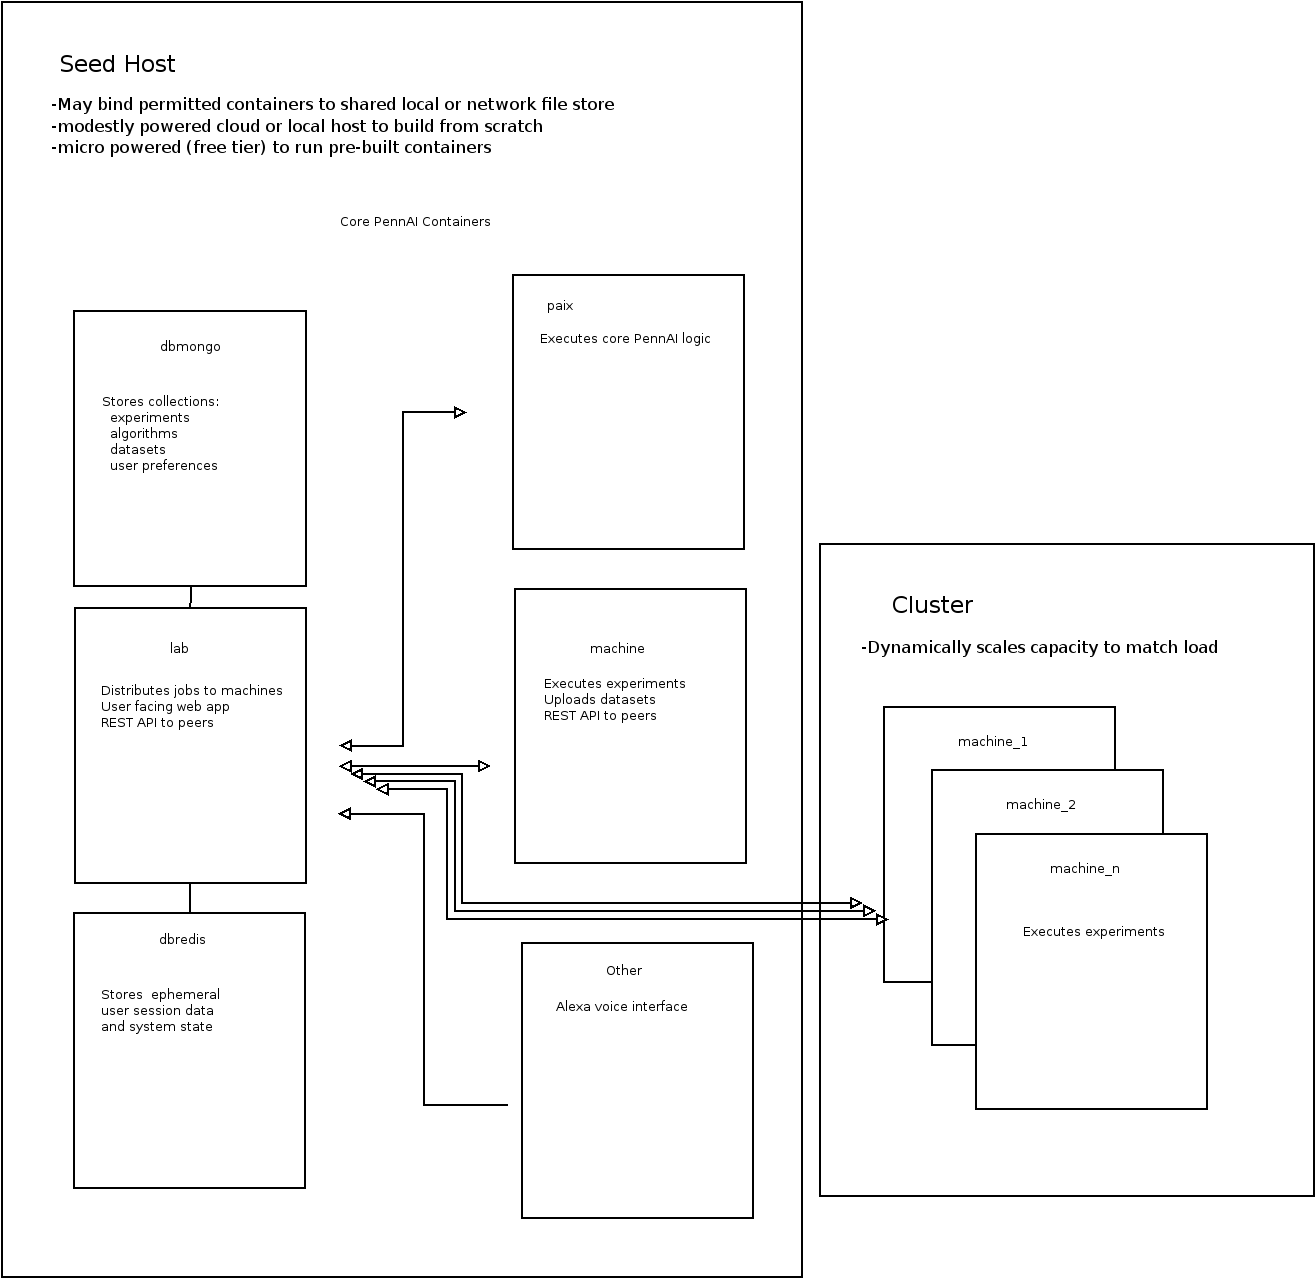 Seed Host
-May bind permitted containers to shared local or network file store
-modestly powered cloud or local host to build from scratch
-micro powered (free tier) to run pre-built containers
Core PennAI Containers
dbmongo
Stores collections:
experiments
algorithms
datasets
user preferences
paix
Executes core PennAI logic
lab
Distributes jobs to machines
User facing web app
REST API to peers
machine
Executes experiments
Uploads datasets
REST API to peers
dbredis
Stores  ephemeral
user session data
and system state
Other
Alexa voice interface
Cluster
-Dynamically scales capacity to match load
machine_1
machine_2
machine_n
Executes experiments